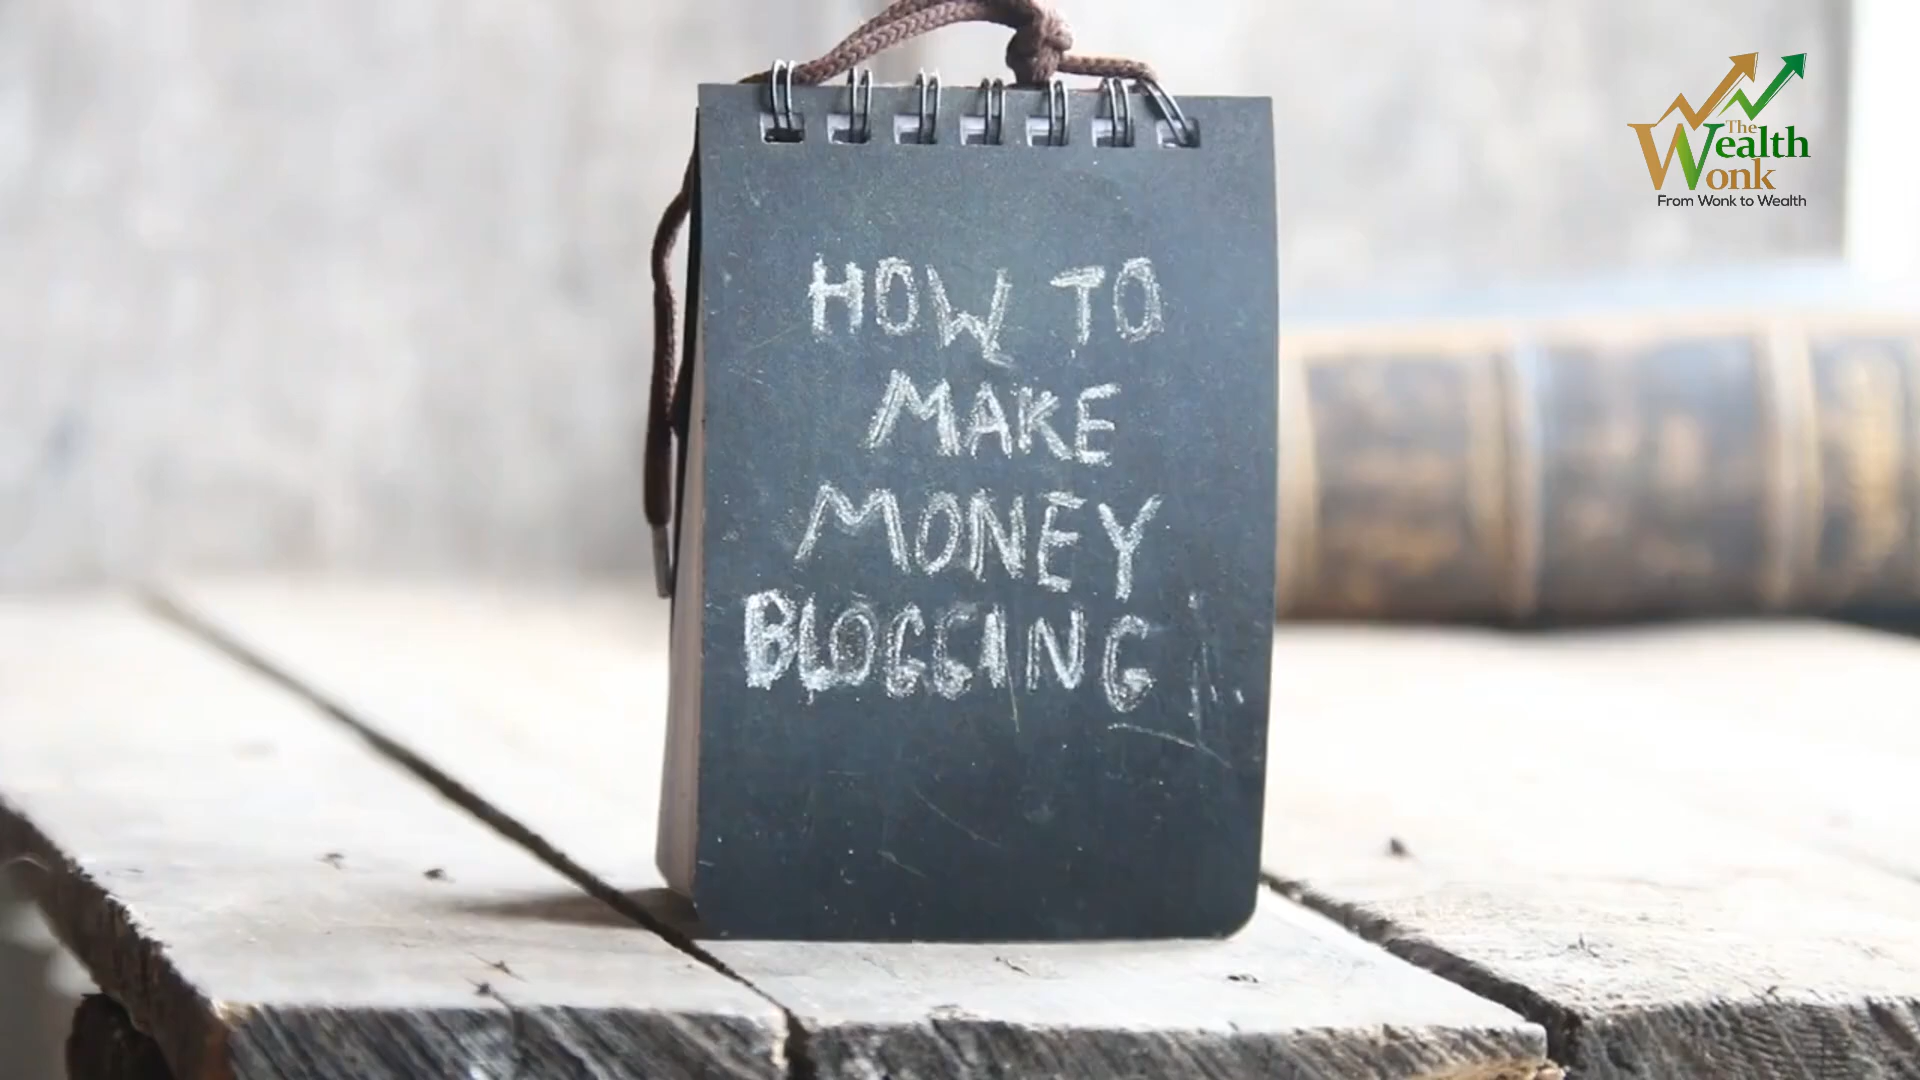 The
Wealth
Wonk
From Wonk to Wealth
HOW TO
MAKE
MONEY
BLOGGING